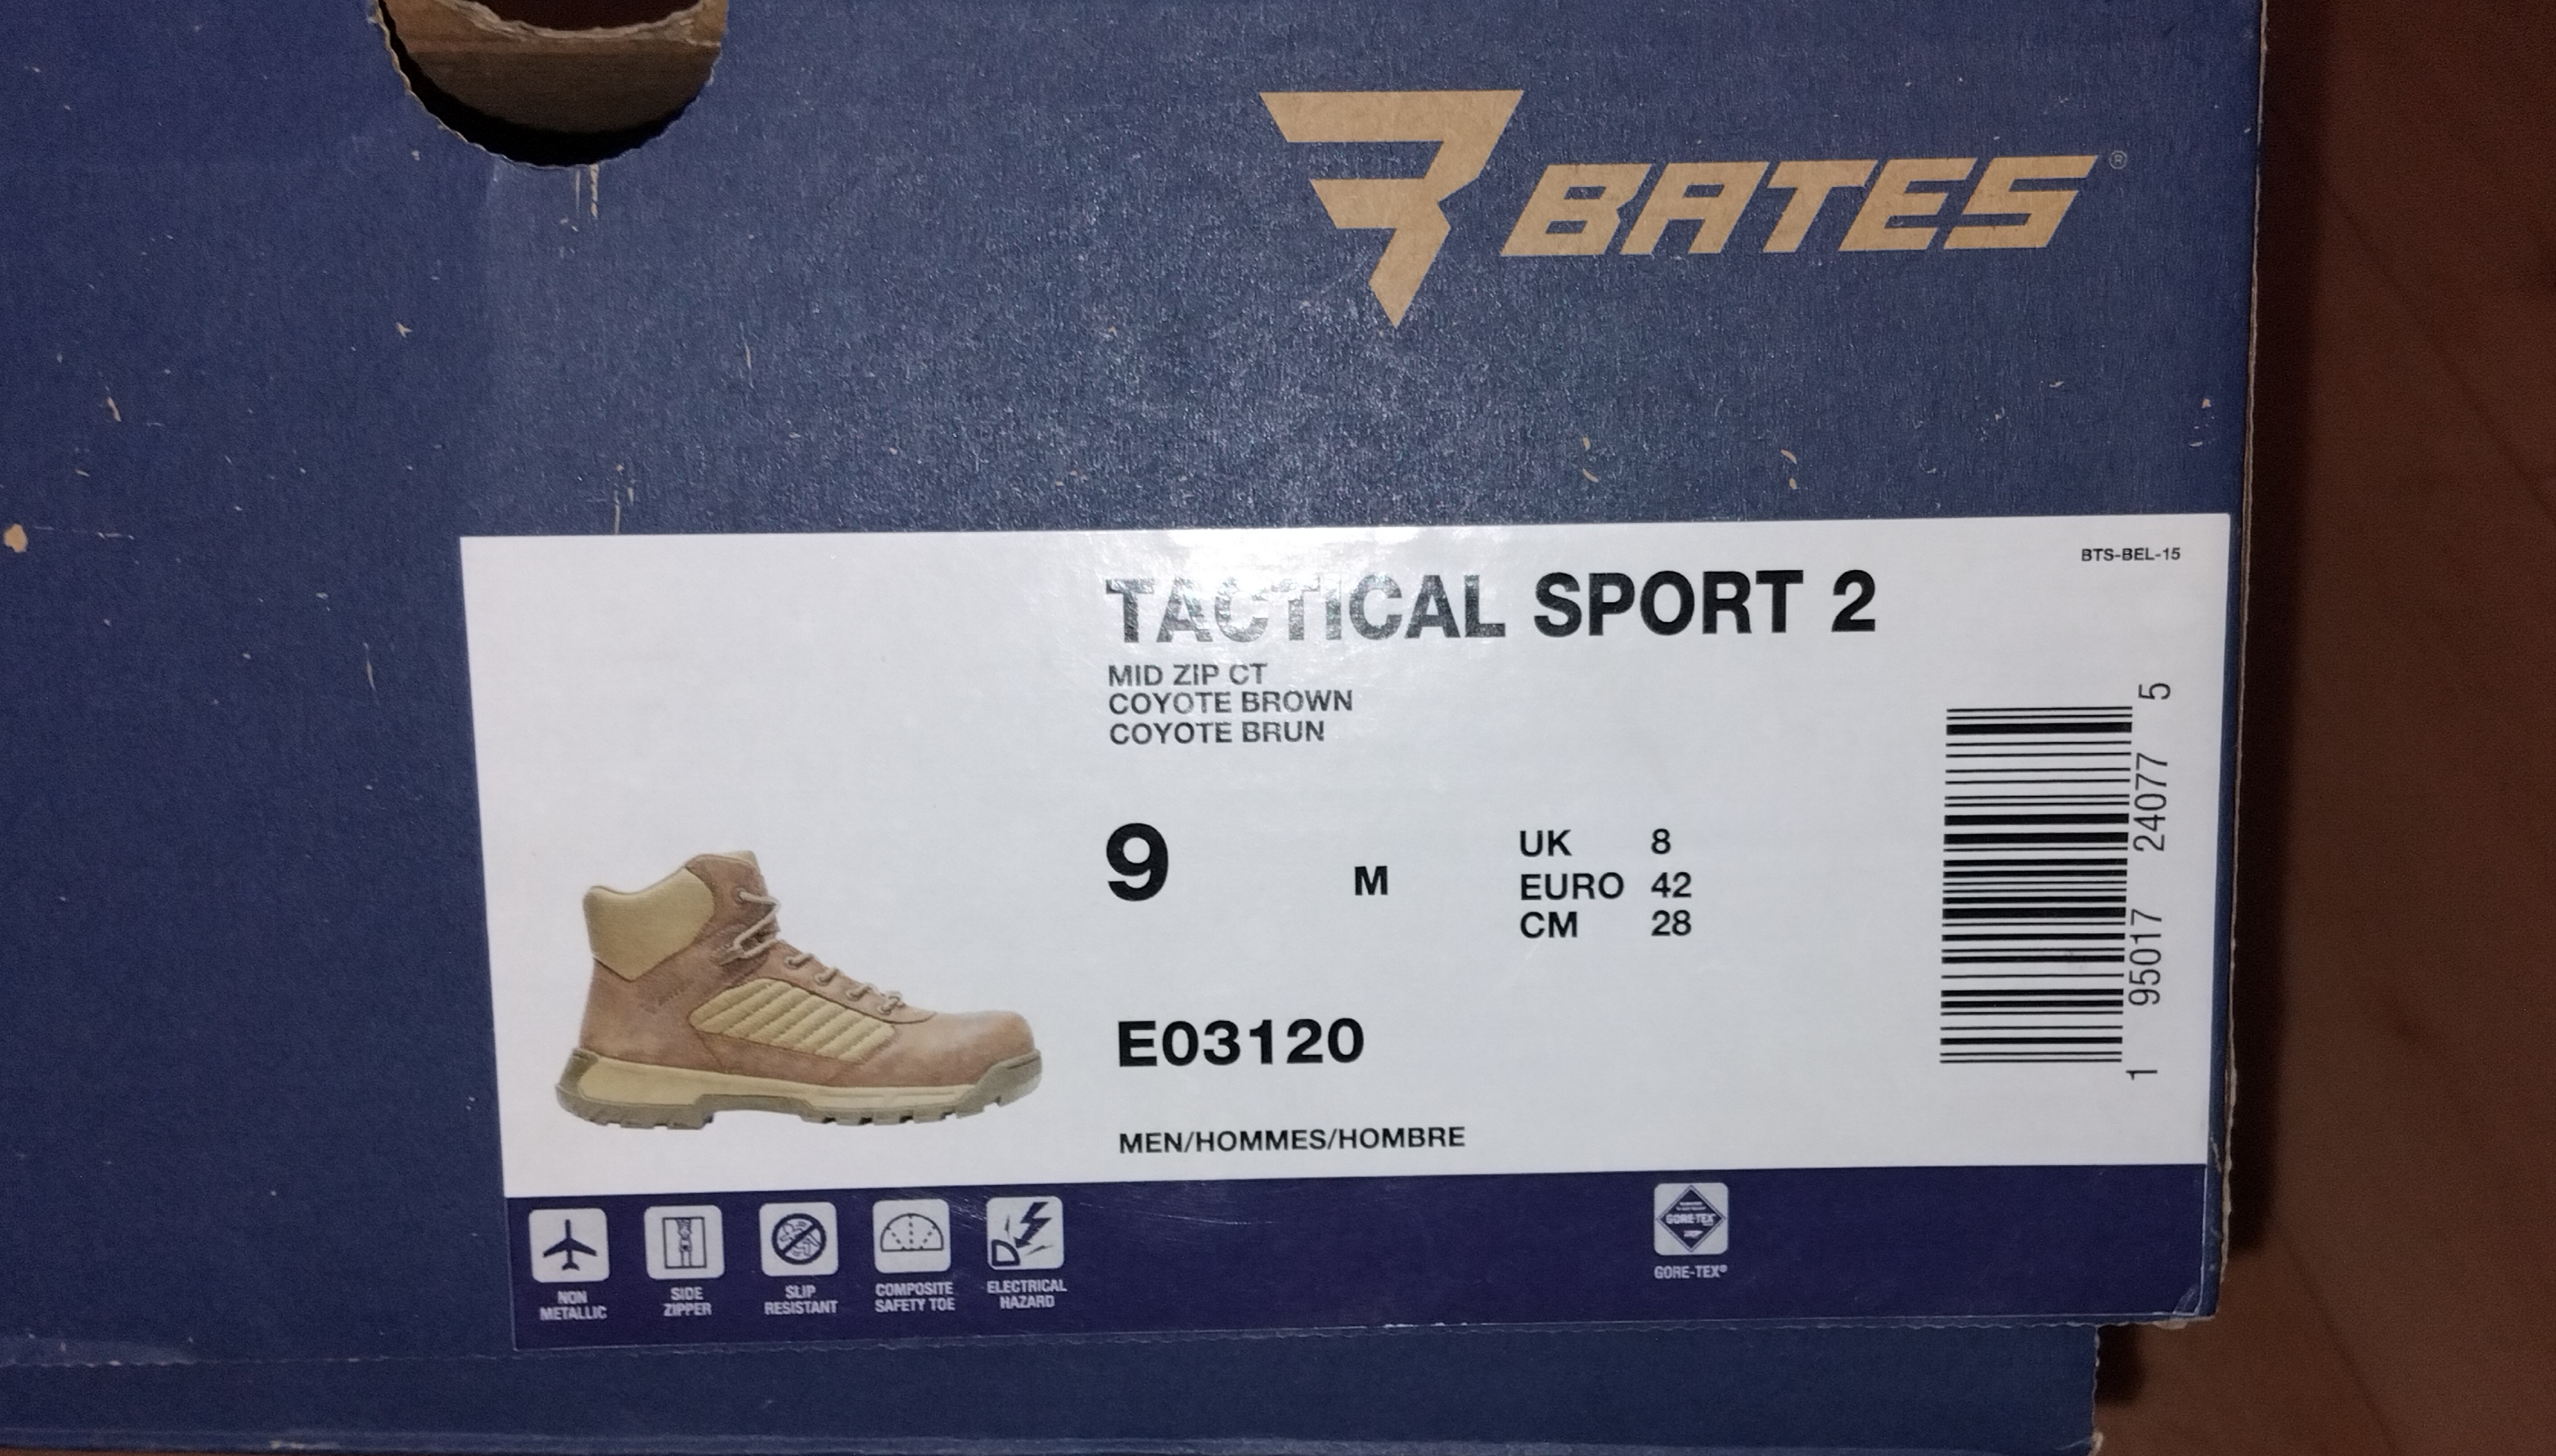 BATES®
BTS-BEL-15
TACTICAL SPORT 2
MID ZIP CT
COYOTE BROWN
COYOTE BRUN
9 M
UK 8
EURO 42
CM 28
E03120
MEN/HOMMES/HOMBRE
1 95017 24077 5
NON
METALLIC
SIDE
ZIPPER
SLIP
RESISTANT
COMPOSITE
SAFETY TOE
ELECTRICAL
HAZARD
GORE-TEX
GORE-TEX®